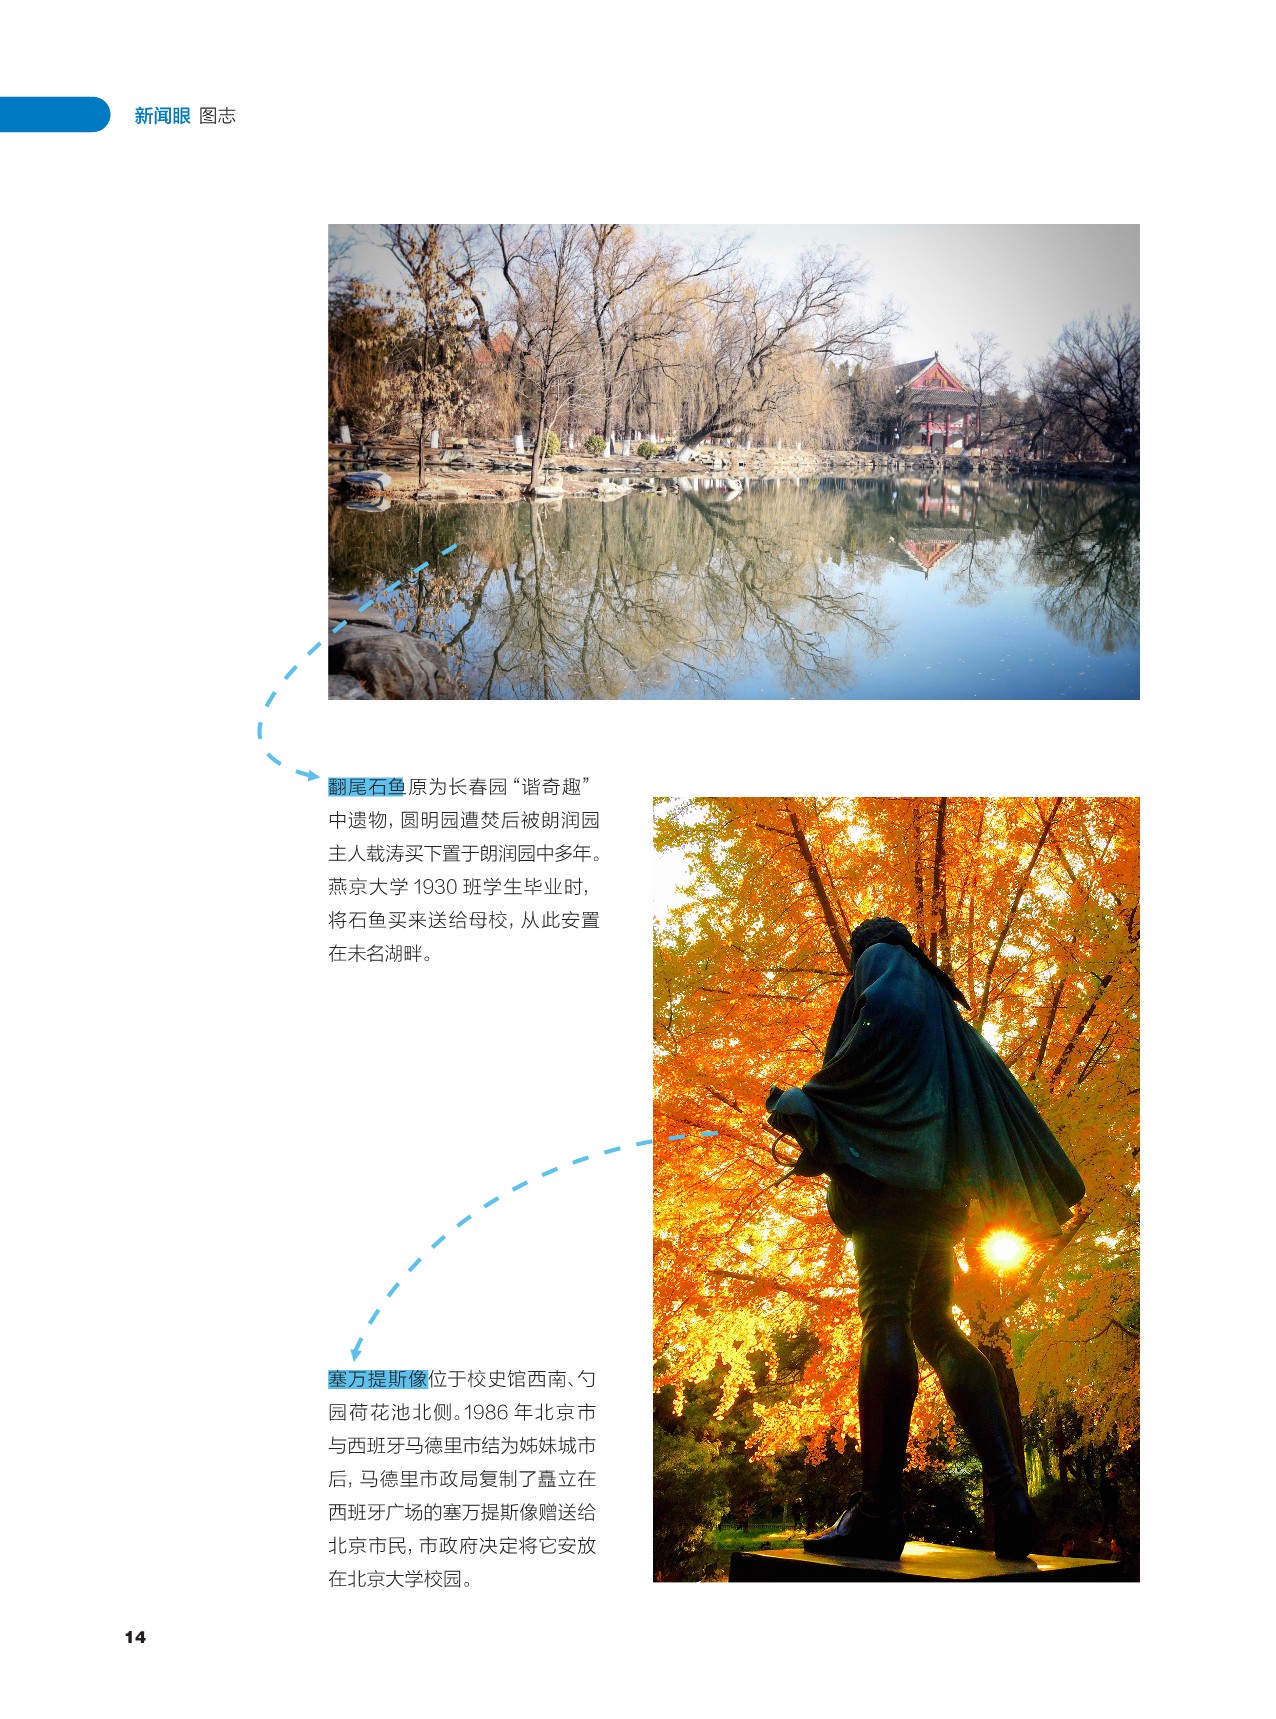 新闻眼 图志
翻尾石鱼原为长春园“谐奇趣”
中遗物,圆明园遭焚后被朗润园
主人载涛买下置于朗润园中多年。
燕京大学 1930 班学生毕业时,
将石鱼买来送给母校,从此安置
在未名湖畔。
塞万提斯像位于校史馆西南、勺
园荷花池北侧。1986 年北京市
与西班牙马德里市结为姊妹城市
后,马德里市政局复制了矗立在
西班牙广场的塞万提斯像赠送给
北京市民,市政府决定将它安放
在北京大学校园。
14